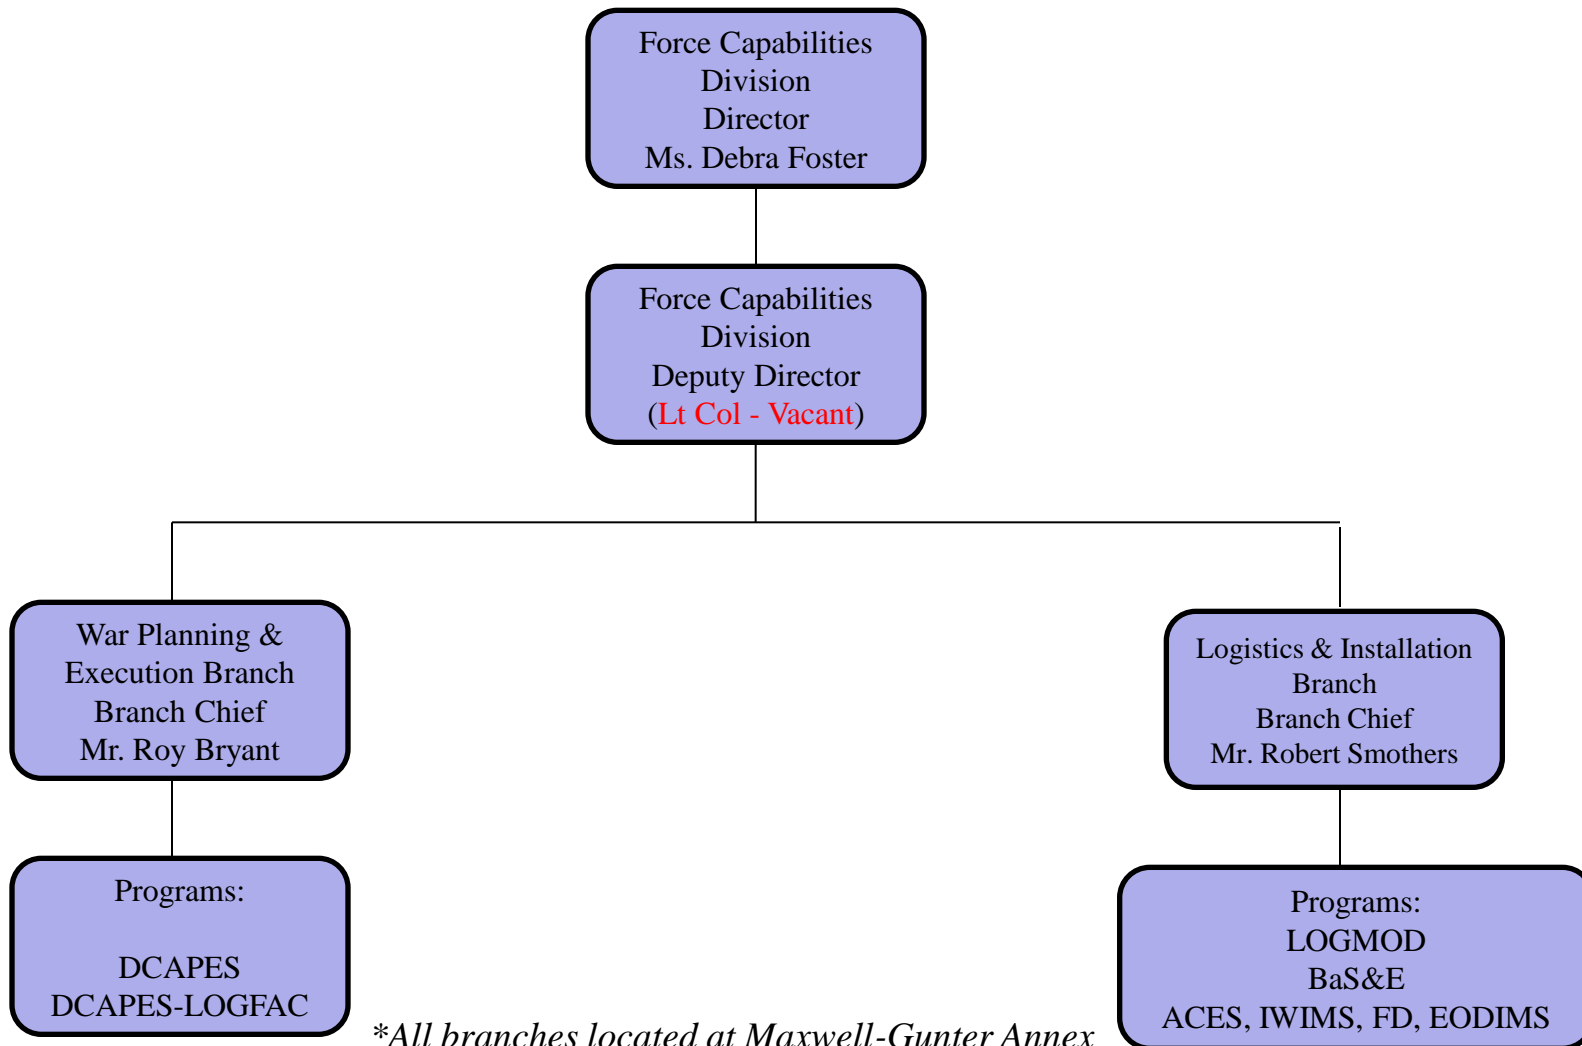 Force Capabilities
Division
Director
Ms. Debra Foster
Force Capabilities
Division
Deputy Director
(Lt Col - Vacant)
War Planning &
Execution Branch
Branch Chief
Mr. Roy Bryant
Logistics & Installation
Branch
Branch Chief
Mr. Robert Smothers
Programs:
DCAPES
DCAPES-LOGFAC
Programs:
LOGMOD
BaS&E
ACES, IWIMS, FD, EODIMS
*All branches located at Maxwell-Gunter Annex